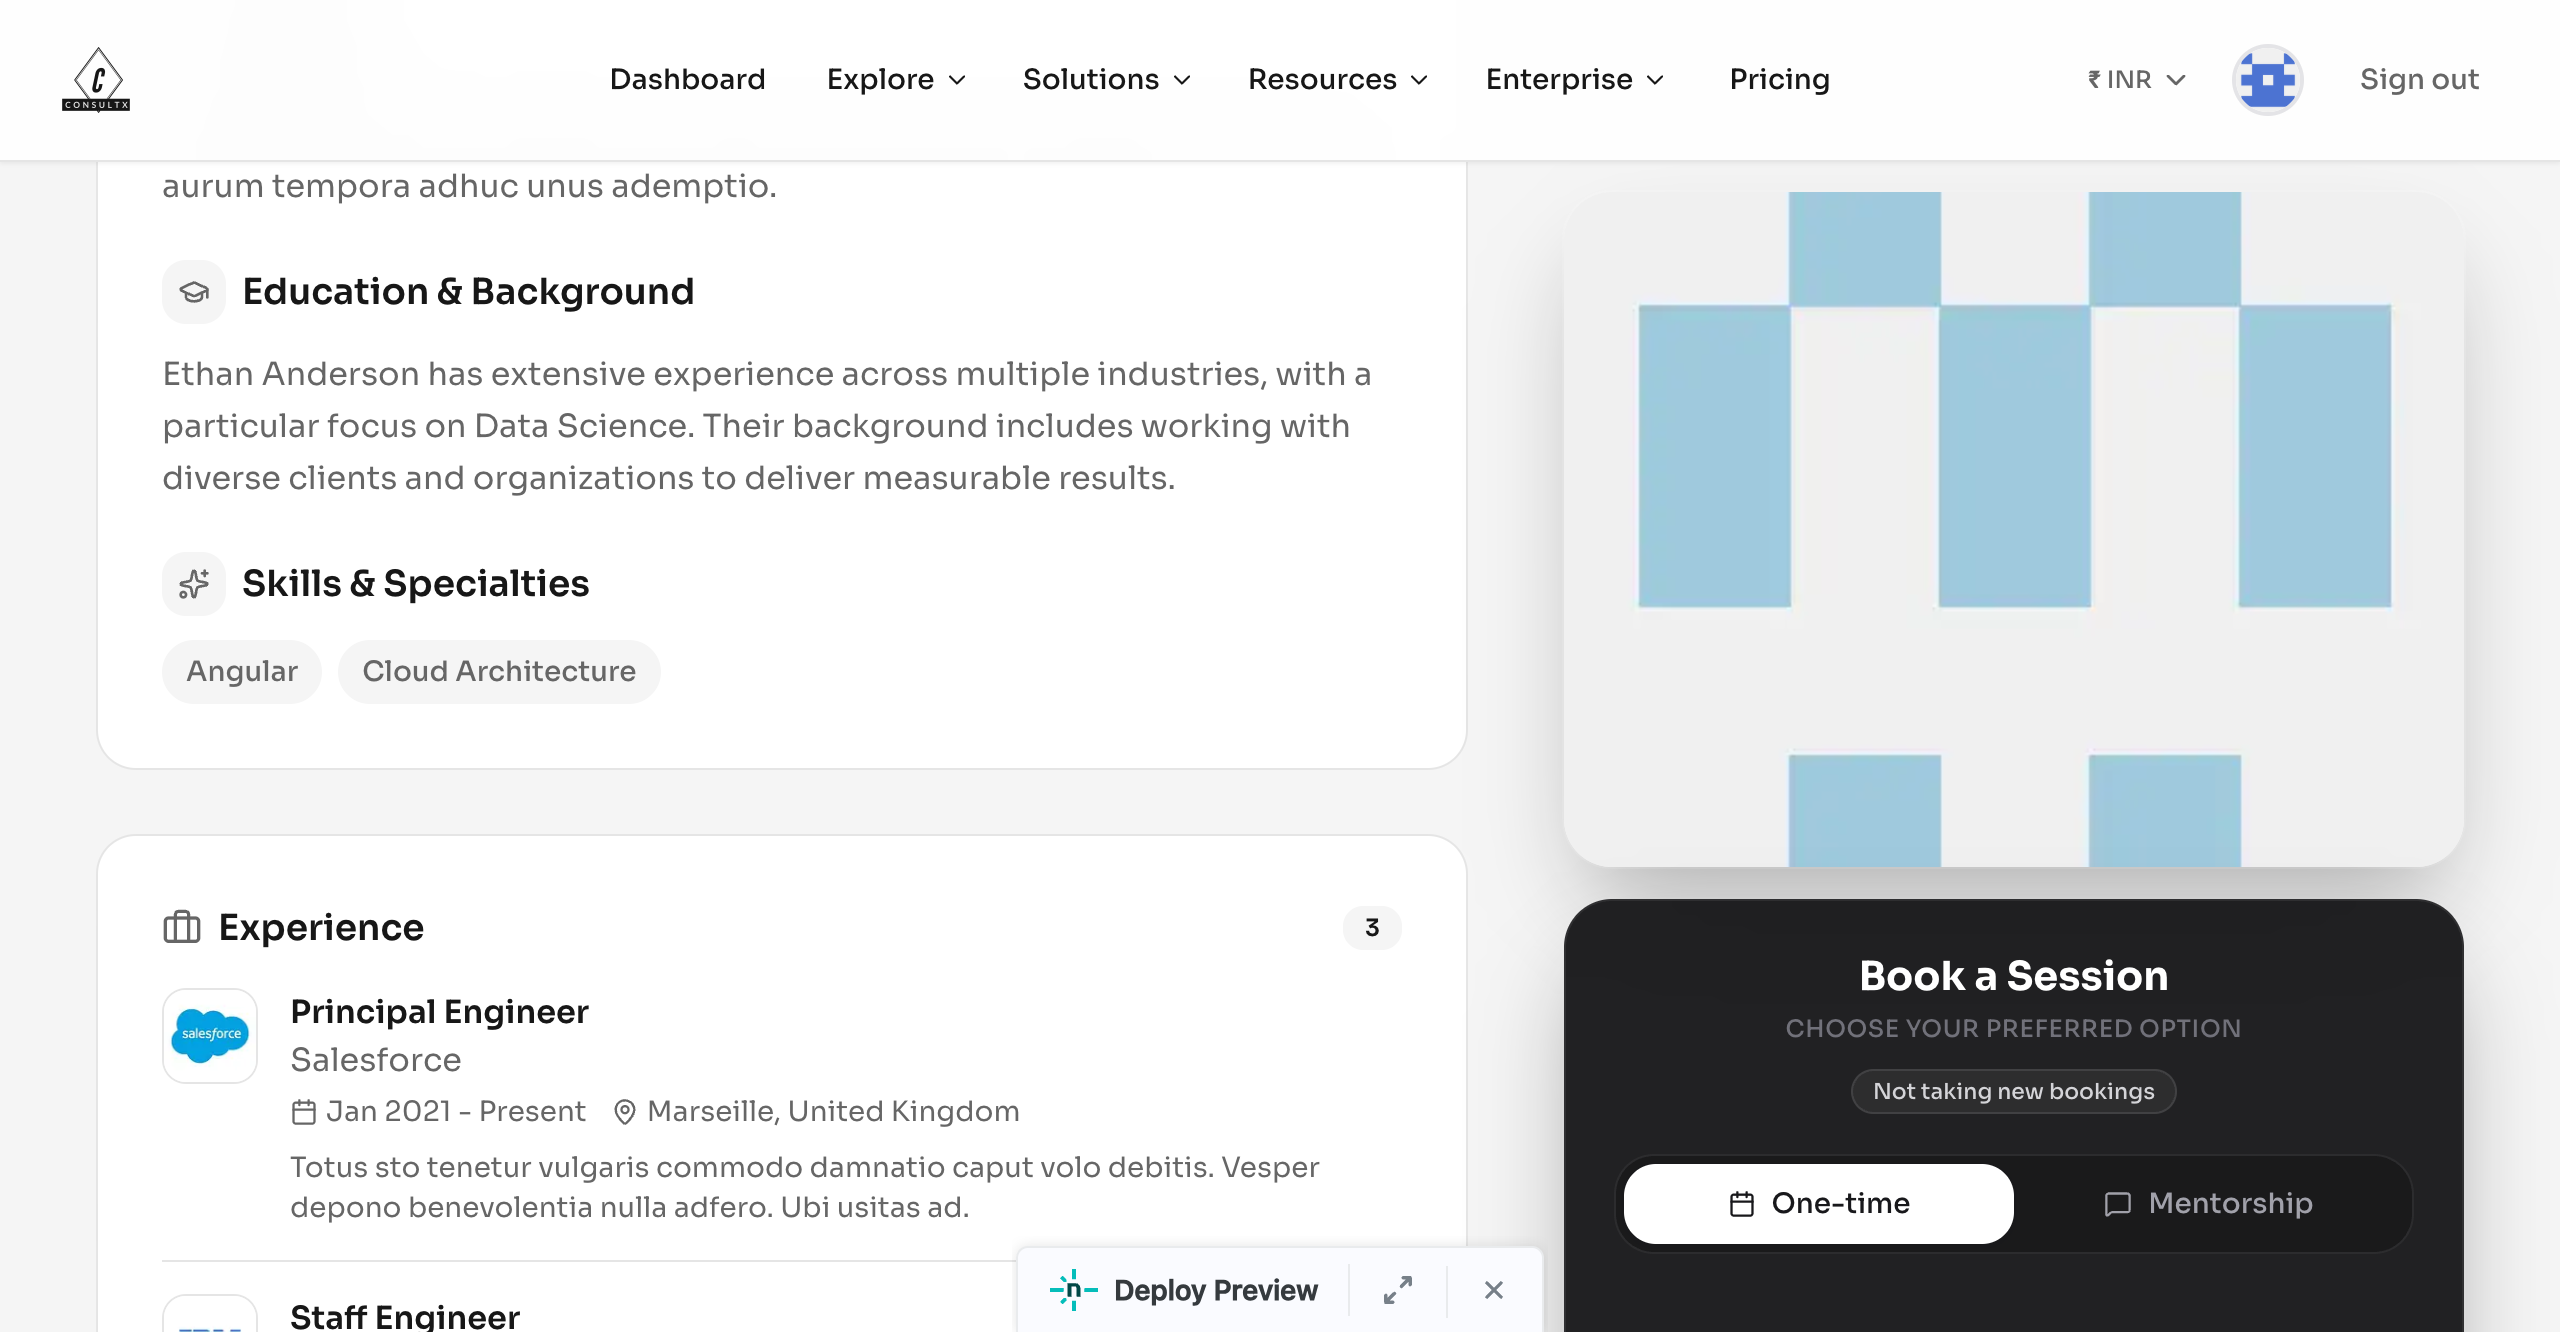 C
CONSULTX
Dashboard
Explore
Solutions
Resources
Enterprise
Pricing
₹ INR
Sign out
aurum tempora adhuc unus ademptio.
Education & Background
Ethan Anderson has extensive experience across multiple industries, with a
particular focus on Data Science. Their background includes working with
diverse clients and organizations to deliver measurable results.
Skills & Specialties
Angular
Cloud Architecture
Experience
3
salesforce
Principal Engineer
Salesforce
Jan 2021 - Present
Marseille, United Kingdom
Totus sto tenetur vulgaris commodo damnatio caput volo debitis. Vesper
depono benevolentia nulla adfero. Ubi usitas ad.
Staff Engineer
Book a Session
CHOOSE YOUR PREFERRED OPTION
Not taking new bookings
One-time
Mentorship
n
Deploy Preview